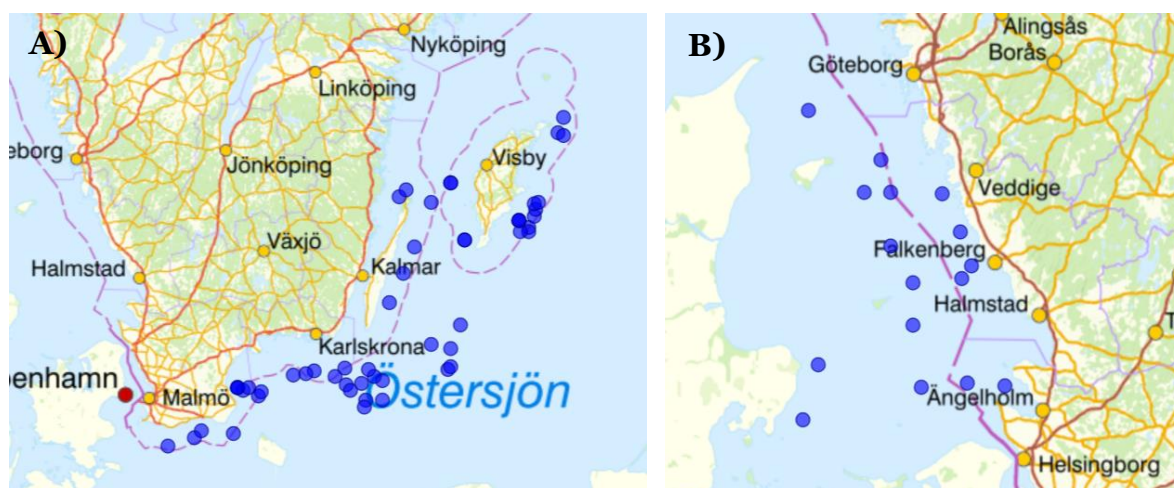 A)
Nyköping
Linköping
eborg
Jönköping
Visby
Växjö
Halmstad
Kalmar
Karlskrona
penhamn
Malmö
Östersjön
B)
Alingsås
Göteborg
Borås
Veddige
Falkenberg
Halmstad
T
Ängelholm
Helsingborg